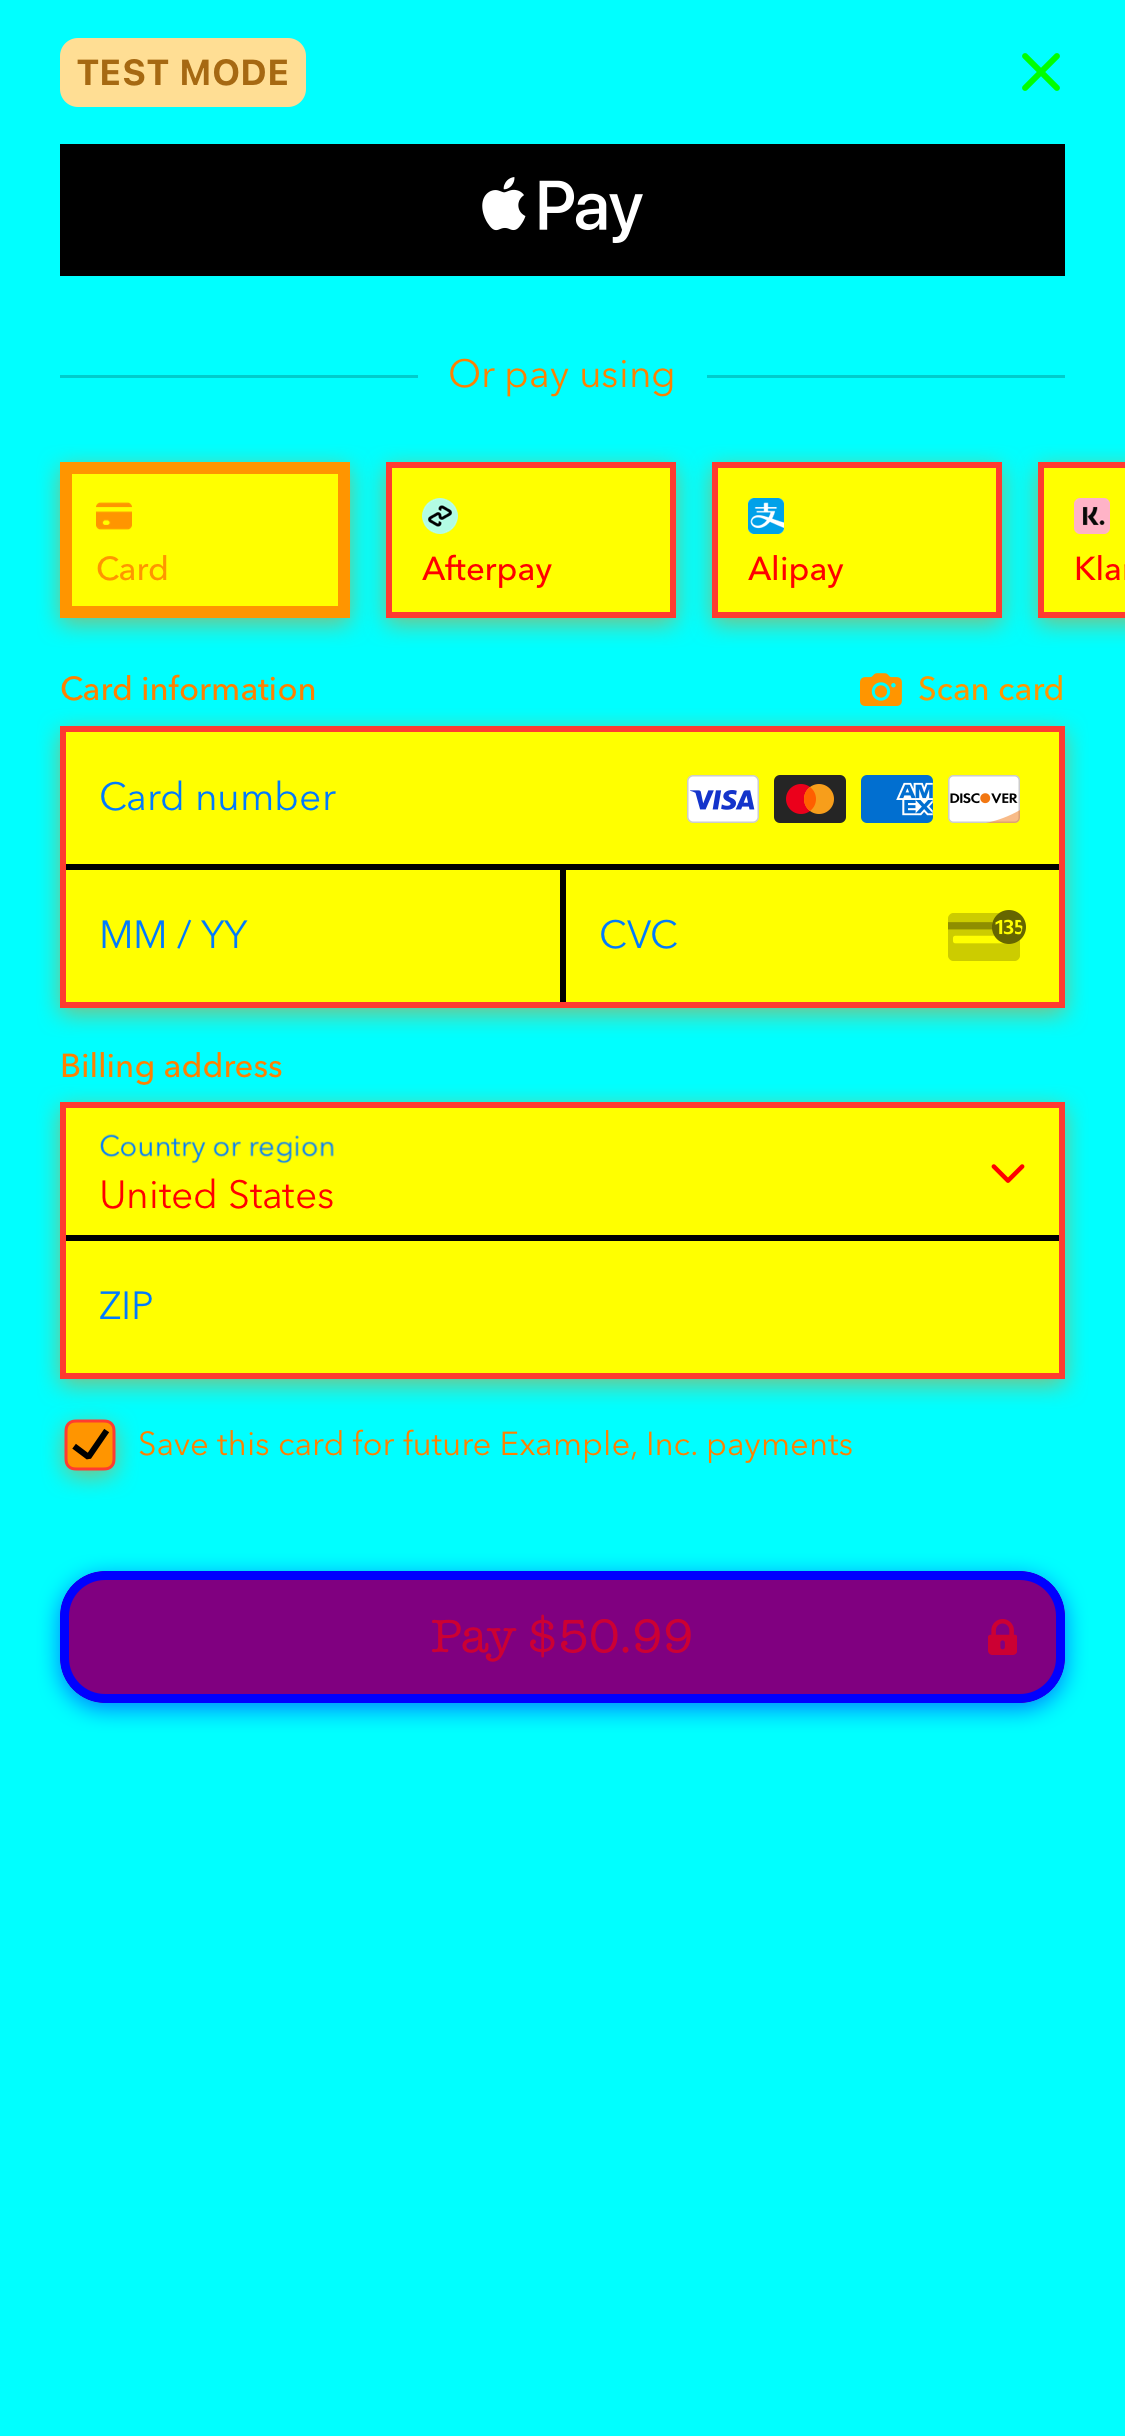 TEST MODE
Pay
Or pay using
Card
Afterpay
Alipay
支
K.
Card information
Scan card
Card number
VISA
AM
EX
DISCOVER
MM / YY
CVC
135
Billing address
Country or region
United States
ZIP
Save this card for future Example, Inc. payments
Pay $50.99